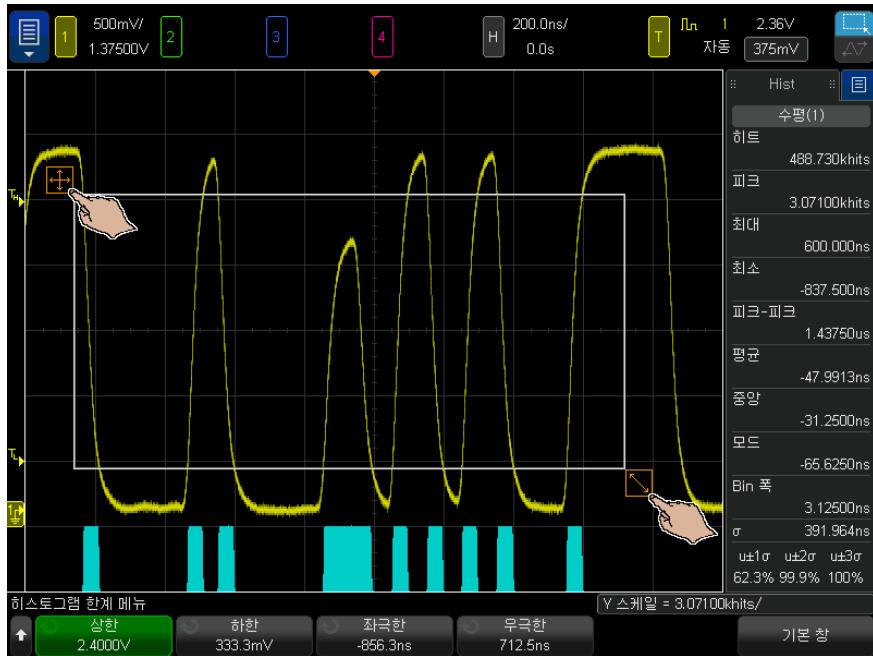 500mV/
1
1.37500V
2
3
4
H
200.0ns/
0.0s
T
1
2.36V
자동
375mV
Hist
수평(1)
히트
488.730khits
피크
3.07100khits
최대
600.000ns
최소
-837.500ns
피크-피크
1.43750us
평균
-47.9913ns
중앙
-31.2500ns
모드
-65.6250ns
Bin 폭
3.12500ns
σ
391.964ns
u±1σ u±2σ u±3σ
62.3% 99.9% 100%
TH
TL
1
히스토그램 한계 메뉴
Y 스케일 = 3.07100khits/
상한
2.4000V
하한
333.3mV
좌극한
-856.3ns
우극한
712.5ns
기본 창